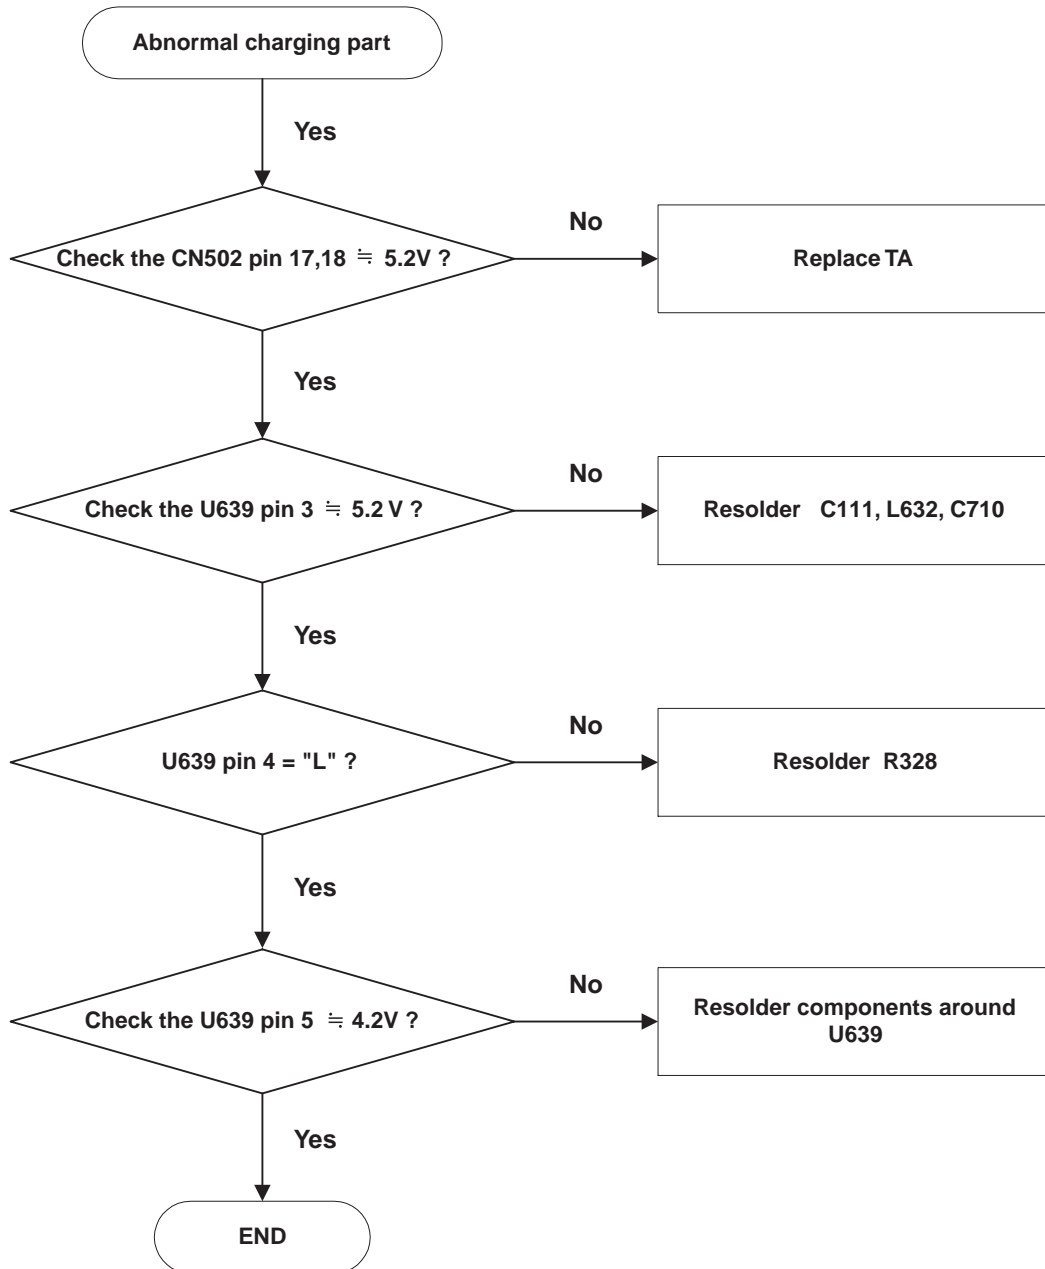 Abnormal charging part
Yes
Check the CN502 pin 17,18 ≒ 5.2V ?
No
Replace TA
Yes
Check the U639 pin 3 ≒ 5.2 V ?
No
Resolder C111, L632, C710
Yes
U639 pin 4 = "L" ?
No
Resolder R328
Yes
Check the U639 pin 5 ≒ 4.2V ?
No
Resolder components around
U639
Yes
END